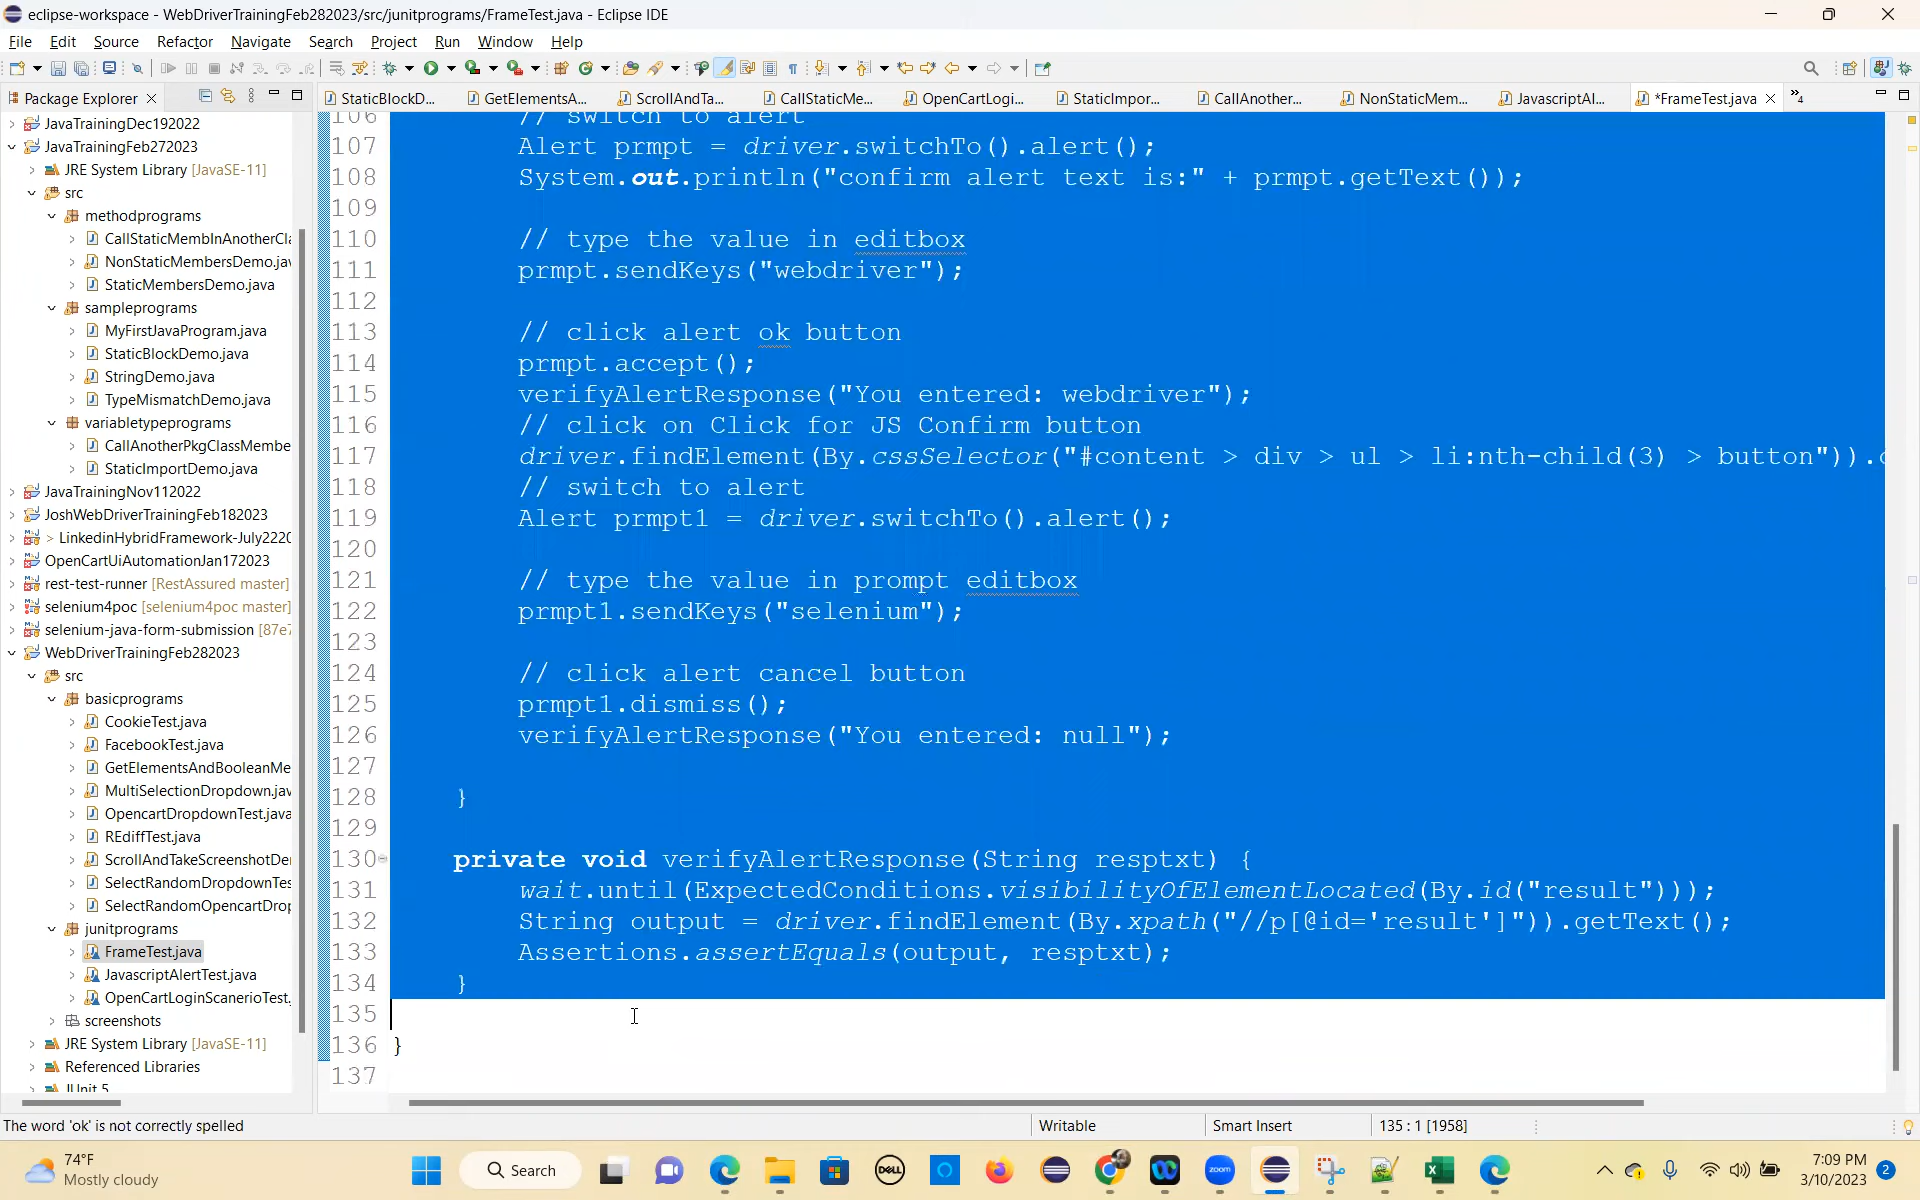 eclipse-workspace - WebDriverTrainingFeb282023/src/junitprograms/FrameTest.java - Eclipse IDE
File Edit Source Refactor Navigate Search Project Run Window Help
Package Explorer
StaticBlockD... GetElementsA... ScrollAndTa... CallStaticMe... OpenCartLogi... StaticImpor... CallAnother... NonStaticMem... JavascriptAl... *FrameTest.java »4
JavaTrainingDec192022
JavaTrainingFeb272023
JRE System Library [JavaSE-11]
src
methodprograms
CallStaticMembInAnotherCla
NonStaticMembersDemo.jav
StaticMembersDemo.java
sampleprograms
MyFirstJavaProgram.java
StaticBlockDemo.java
StringDemo.java
TypeMismatchDemo.java
variabletypeprograms
CallAnotherPkgClassMembe
StaticImportDemo.java
JavaTrainingNov112022
JoshWebDriverTrainingFeb182023
> LinkedinHybridFramework-July2220
OpenCartUiAutomationJan172023
rest-test-runner [RestAssured master]
selenium4poc [selenium4poc master]
selenium-java-form-submission [87e7
WebDriverTrainingFeb282023
src
basicprograms
CookieTest.java
FacebookTest.java
GetElementsAndBooleanMe
MultiSelectionDropdown.jav
OpencartDropdownTest.java
REdiffTest.java
ScrollAndTakeScreenshotDe
SelectRandomDropdownTes
SelectRandomOpencartDrop
junitprograms
FrameTest.java
JavascriptAlertTest.java
OpenCartLoginScanerioTest.
screenshots
JRE System Library [JavaSE-11]
Referenced Libraries
JUnit 5
106 // switch to alert
107 Alert prmpt = driver.switchTo().alert();
108 System.out.println("confirm alert text is:" + prmpt.getText());
109
110 // type the value in editbox
111 prmpt.sendKeys("webdriver");
112
113 // click alert ok button
114 prmpt.accept();
115 verifyAlertResponse("You entered: webdriver");
116 // click on Click for JS Confirm button
117 driver.findElement(By.cssSelector("#content > div > ul > li:nth-child(3) > button")).c
118 // switch to alert
119 Alert prmpt1 = driver.switchTo().alert();
120
121 // type the value in prompt editbox
122 prmpt1.sendKeys("selenium");
123
124 // click alert cancel button
125 prmpt1.dismiss();
126 verifyAlertResponse("You entered: null");
127
128 }
129
130 private void verifyAlertResponse(String resptxt) {
131 wait.until(ExpectedConditions.visibilityOfElementLocated(By.id("result")));
132 String output = driver.findElement(By.xpath("//p[@id='result']")).getText();
133 Assertions.assertEquals(output, resptxt);
134 }
135
136 }
137
The word 'ok' is not correctly spelled Writable Smart Insert 135 : 1 [1958]
74°F
Mostly cloudy
Search
DELL
zoom
7:09 PM
3/10/2023
2